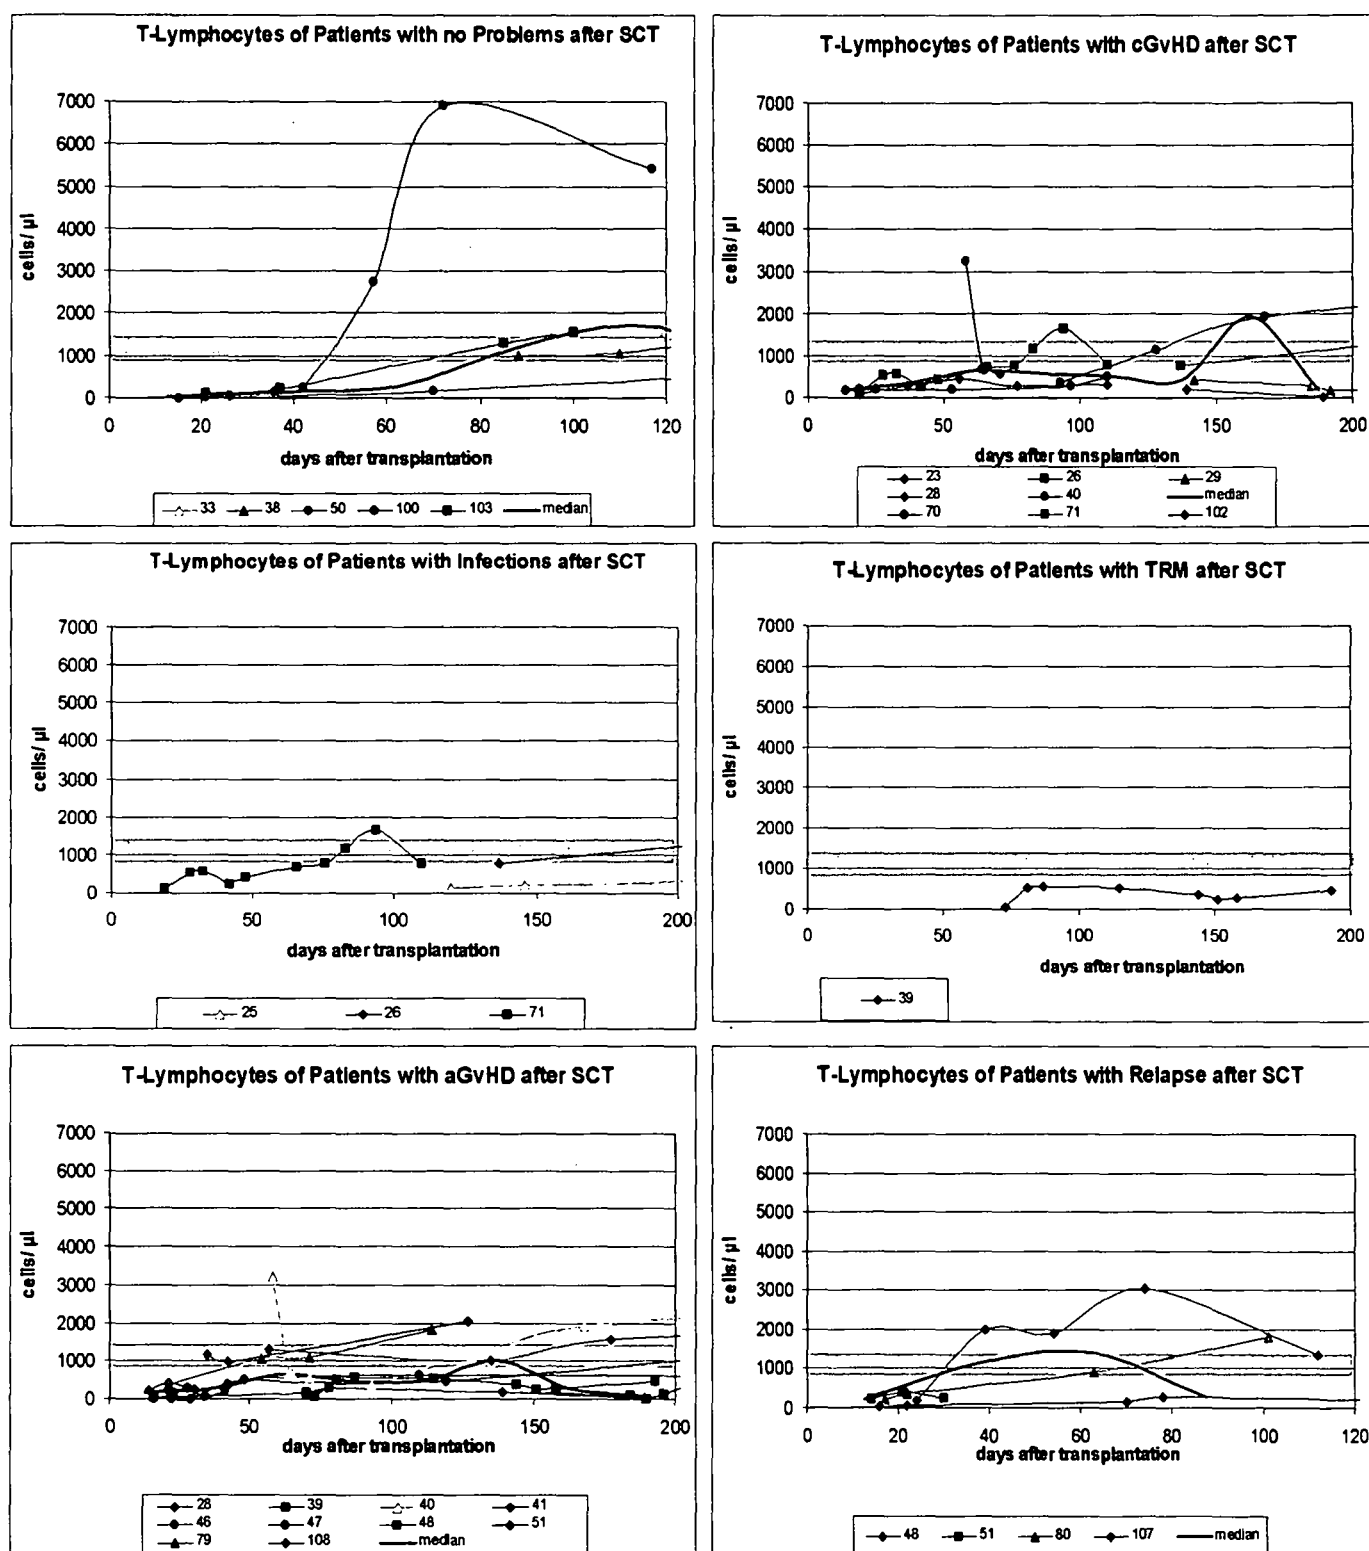 T-Lymphocytes of Patients with no Problems after SCT
7000
6000
5000
4000
3000
2000
1000
0
cells/ µl
0 20 40 60 80 100 120
days after transplantation
33 38 50 100 103 median
T-Lymphocytes of Patients with cGvHD after SCT
7000
6000
5000
4000
3000
2000
1000
0
cells/ µl
0 50 100 150 200
days after transplantation
23 26 29
28 40 median
70 71 102
T-Lymphocytes of Patients with Infections after SCT
7000
6000
5000
4000
3000
2000
1000
0
cells/ µl
0 50 100 150 200
days after transplantation
25 26 71
T-Lymphocytes of Patients with TRM after SCT
7000
6000
5000
4000
3000
2000
1000
0
cells/ µl
0 50 100 150 200
days after transplantation
39
T-Lymphocytes of Patients with aGvHD after SCT
7000
6000
5000
4000
3000
2000
1000
0
cells/ µl
0 50 100 150 200
days after transplantation
28 39 40 41
46 47 48 51
79 108 median
T-Lymphocytes of Patients with Relapse after SCT
7000
6000
5000
4000
3000
2000
1000
0
cells/ µl
0 20 40 60 80 100 120
days after transplantation
48 51 80 107 median